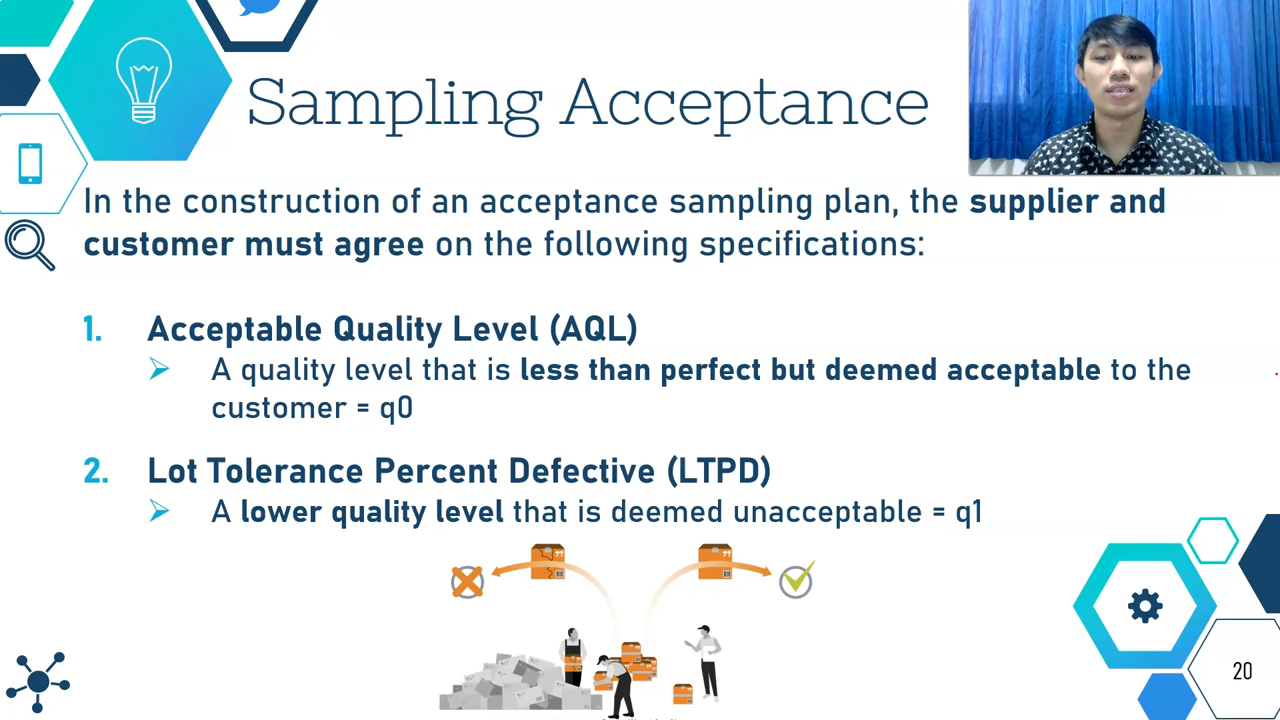 Sampling Acceptance
In the construction of an acceptance sampling plan, the supplier and
customer must agree on the following specifications:
1. Acceptable Quality Level (AQL)
A quality level that is less than perfect but deemed acceptable to the
customer = q0
2. Lot Tolerance Percent Defective (LTPD)
A lower quality level that is deemed unacceptable = q1
20